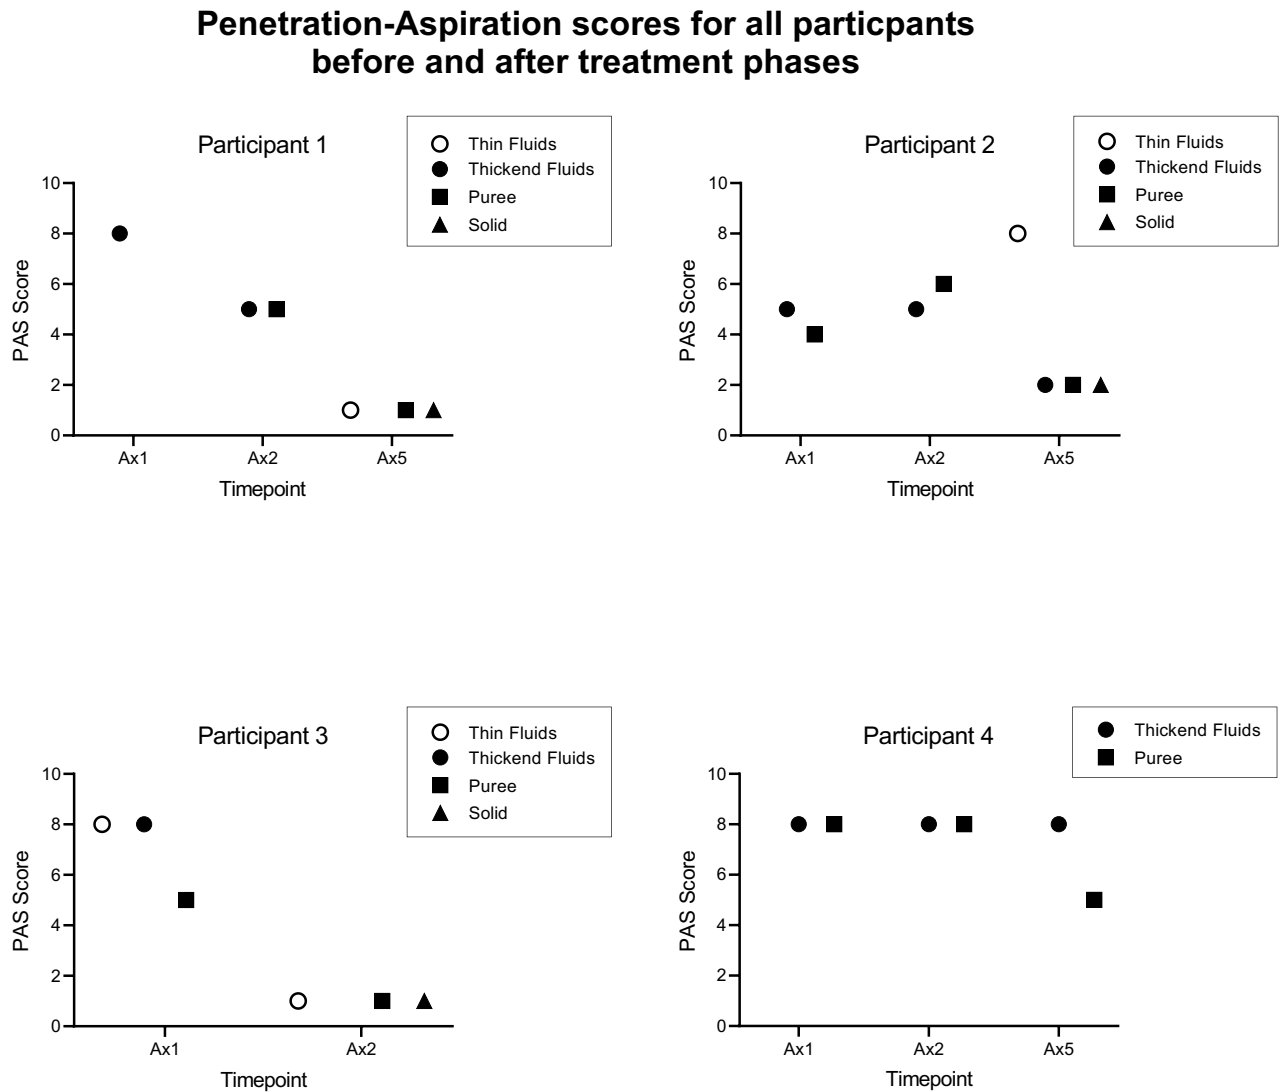 Penetration-Aspiration scores for all particpants
before and after treatment phases
Participant 1
Thin Fluids
Thickend Fluids
Puree
Solid
10
8
6
4
2
0
PAS Score
Ax1 Ax2 Ax5
Timepoint
Participant 2
Thin Fluids
Thickend Fluids
Puree
Solid
10
8
6
4
2
0
PAS Score
Ax1 Ax2 Ax5
Timepoint
Participant 3
Thin Fluids
Thickend Fluids
Puree
Solid
10
8
6
4
2
0
PAS Score
Ax1 Ax2
Timepoint
Participant 4
Thickend Fluids
Puree
10
8
6
4
2
0
PAS Score
Ax1 Ax2 Ax5
Timepoint